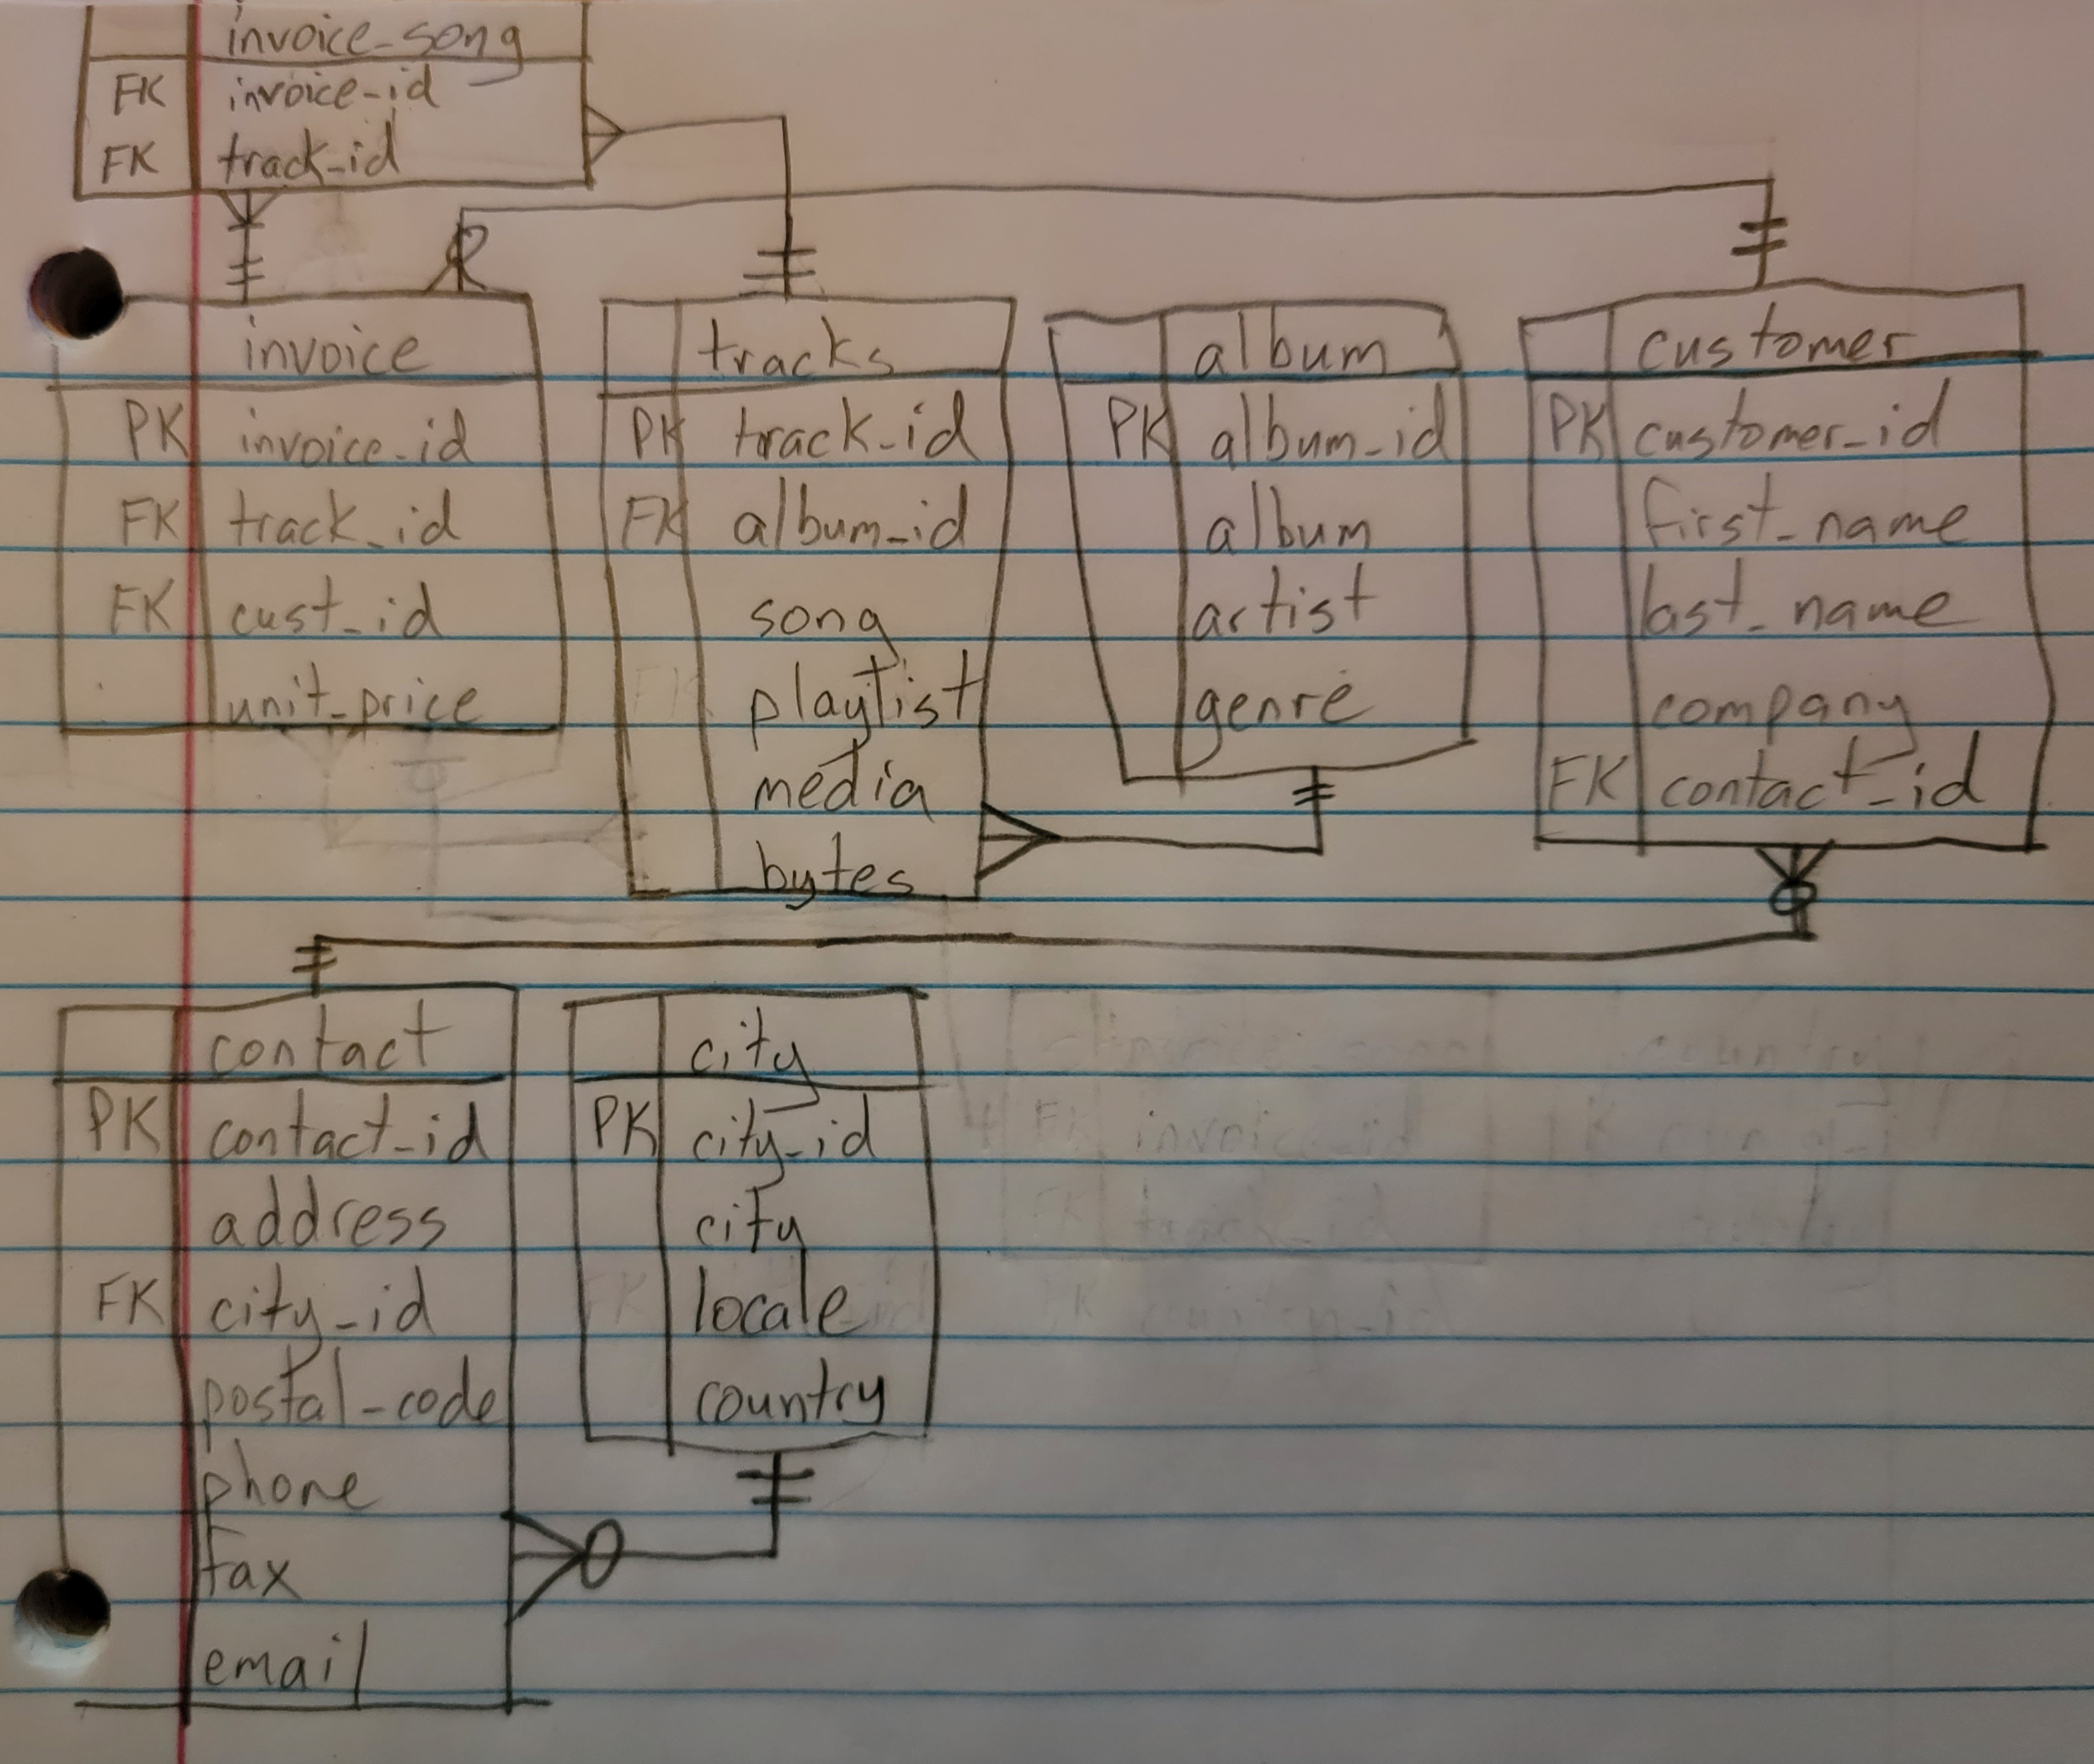 invoice_song
FK invoice_id
FK track_id
invoice
PK invoice_id
FK track_id
FK cust_id
unit_price
tracks
PK track_id
FK album_id
song
playlist
media
bytes
album
PK album_id
album
artist
genre
customer
PK customer_id
first_name
last_name
company
FK contact_id
contact
PK contact_id
address
FK city_id
postal_code
phone
fax
email
city
PK city_id
city
locale
country